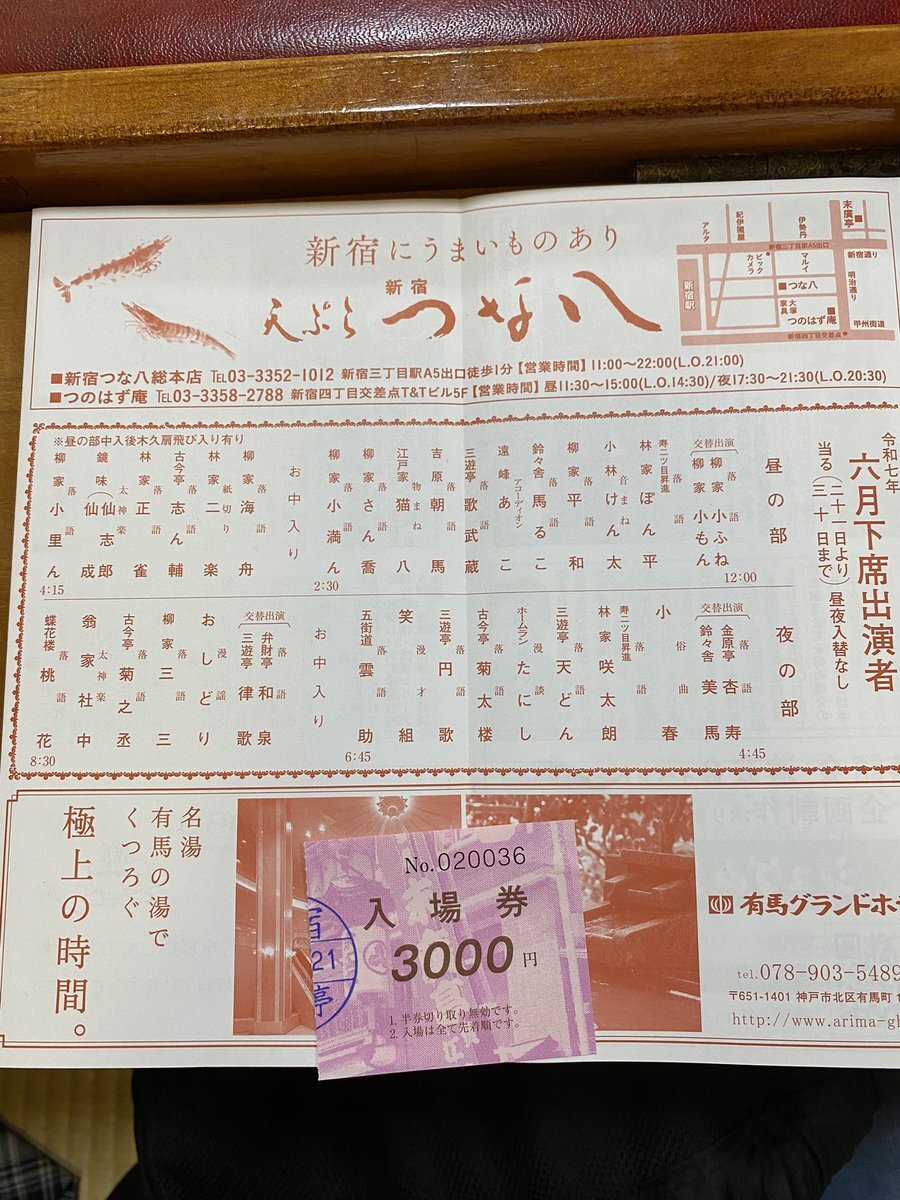 新宿にうまいものあり
新宿
天ぷら つな八
アルタ
紀伊國屋
伊勢丹
末廣亭
新宿三丁目駅A5出口
新宿通り
ビックカメラ
マルイ
明治通り
新宿駅
■つな八
大塚家具
つのはず庵
甲州街道
新宿四丁目交差点
■新宿つな八総本店 TEL03-3352-1012 新宿三丁目駅A5出口徒歩1分【営業時間】11:00~22:00(L.O.21:00)
■つのはず庵 TEL03-3358-2788 新宿四丁目交差点T&Tビル5F【営業時間】昼11:30~15:00(L.O.14:30)/夜17:30~21:30(L.O.20:30)
令和七年
六月下席出演者
当る(二十一日より三十日まで)昼夜入替なし
※昼の部中入後木久扇飛び入り有り
昼の部
12:00
交替出演
落語 柳家小ふね
柳家小もん
寿二ツ目昇進
林家ぽん平
音まね 小林けん太
落語 柳家平和
落語 鈴々舎馬るこ
アコーディオン 遠峰あこ
落語 三遊亭歌武蔵
落語 吉原朝馬
物まね 江戸家猫八
落語 柳家さん喬
落語 柳家小満ん
2:30
お中入り
落語 柳家海舟
紙切り 林家二楽
落語 古今亭志ん輔
落語 林家正雀
太神楽 鏡味(仙志郎 仙成)
落語 柳家小里ん
4:15
夜の部
4:45
交替出演
落語 金原亭杏寿
鈴々舎美馬
俗曲 小春
寿二ツ目昇進
落語 林家咲太朗
落語 三遊亭天どん
漫談 ホームランたにし
落語 古今亭菊太楼
落語 三遊亭円歌
漫才 笑組
落語 五街道雲助
6:45
お中入り
交替出演
落語 弁財亭和泉
三遊亭律歌
漫謡 おしどり
落語 柳家三三
落語 古今亭菊之丞
太神楽 翁家社中
落語 蝶花楼桃花
8:30
名湯
有馬の湯で
くつろぐ
極上の時間。
有馬グランドホ
tel.078-903-5489
〒651-1401 神戸市北区有馬町
http://www.arima-g
No.020036
入場券
3000円
1. 半券切り取り無効です。
2. 入場は全て先着順です。
21
亭